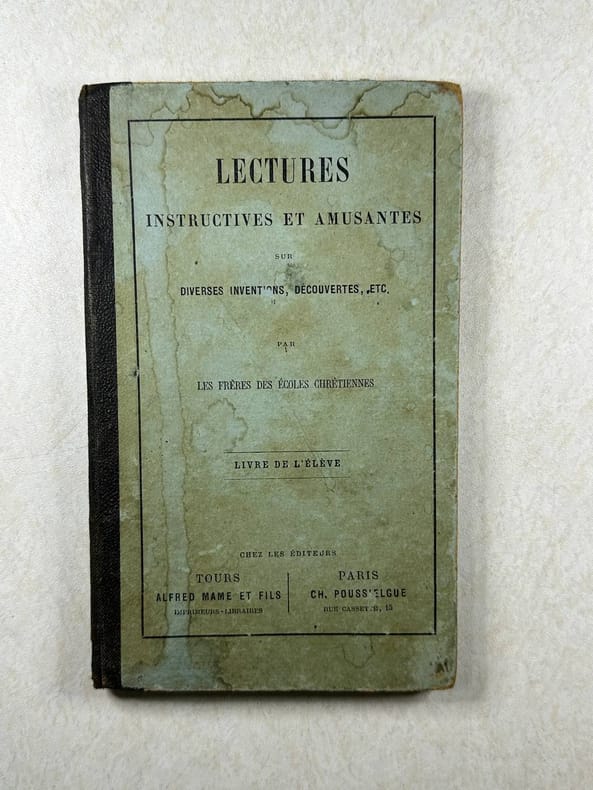 LECTURES
INSTRUCTIVES ET AMUSANTES
SUR
DIVERSES INVENTIONS, DÉCOUVERTES, ETC.
PAR
LES FRÈRES DES ÉCOLES CHRÉTIENNES
LIVRE DE L'ÉLÈVE
CHEZ LES ÉDITEURS
TOURS
ALFRED MAME ET FILS
IMPRIMEURS-LIBRAIRES
PARIS
CH. POUSSIELGUE
RUE CASSETTE, 15